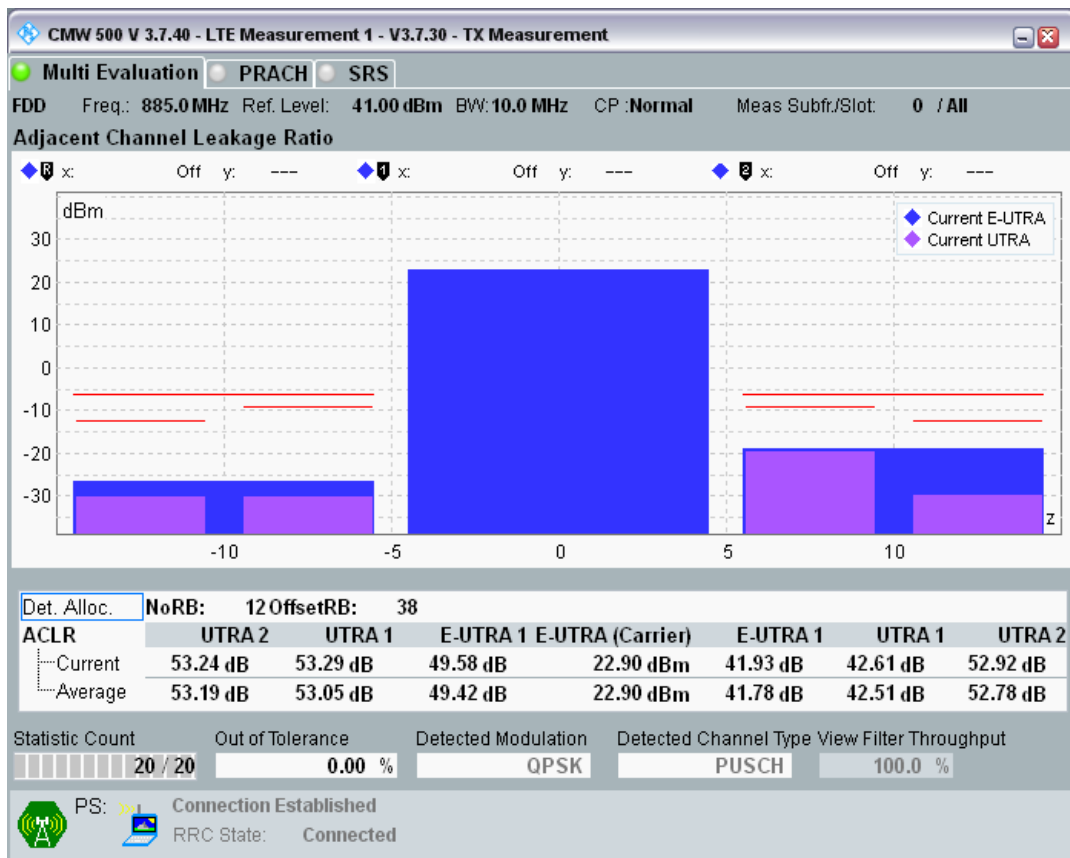 CMW 500 V 3.7.40 - LTE Measurement 1 - V3.7.30 - TX Measurement
Multi Evaluation PRACH SRS
FDD Freq.: 885.0 MHz Ref. Level: 41.00 dBm BW: 10.0 MHz CP :Normal Meas Subfr./Slot: 0 / All
Adjacent Channel Leakage Ratio
R x: Off y: --- 1 x: Off y: --- 2 x: Off y: ---
dBm
Current E-UTRA
Current UTRA
30
20
10
0
-10
-20
-30
z
-10 -5 0 5 10
Det. Alloc. NoRB: 12 OffsetRB: 38
ACLR UTRA 2 UTRA 1 E-UTRA 1 E-UTRA (Carrier) E-UTRA 1 UTRA 1 UTRA 2
Current 53.24 dB 53.29 dB 49.58 dB 22.90 dBm 41.93 dB 42.61 dB 52.92 dB
Average 53.19 dB 53.05 dB 49.42 dB 22.90 dBm 41.78 dB 42.51 dB 52.78 dB
Statistic Count Out of Tolerance Detected Modulation Detected Channel Type View Filter Throughput
20 / 20 0.00 % QPSK PUSCH 100.0 %
PS: Connection Established
RRC State: Connected